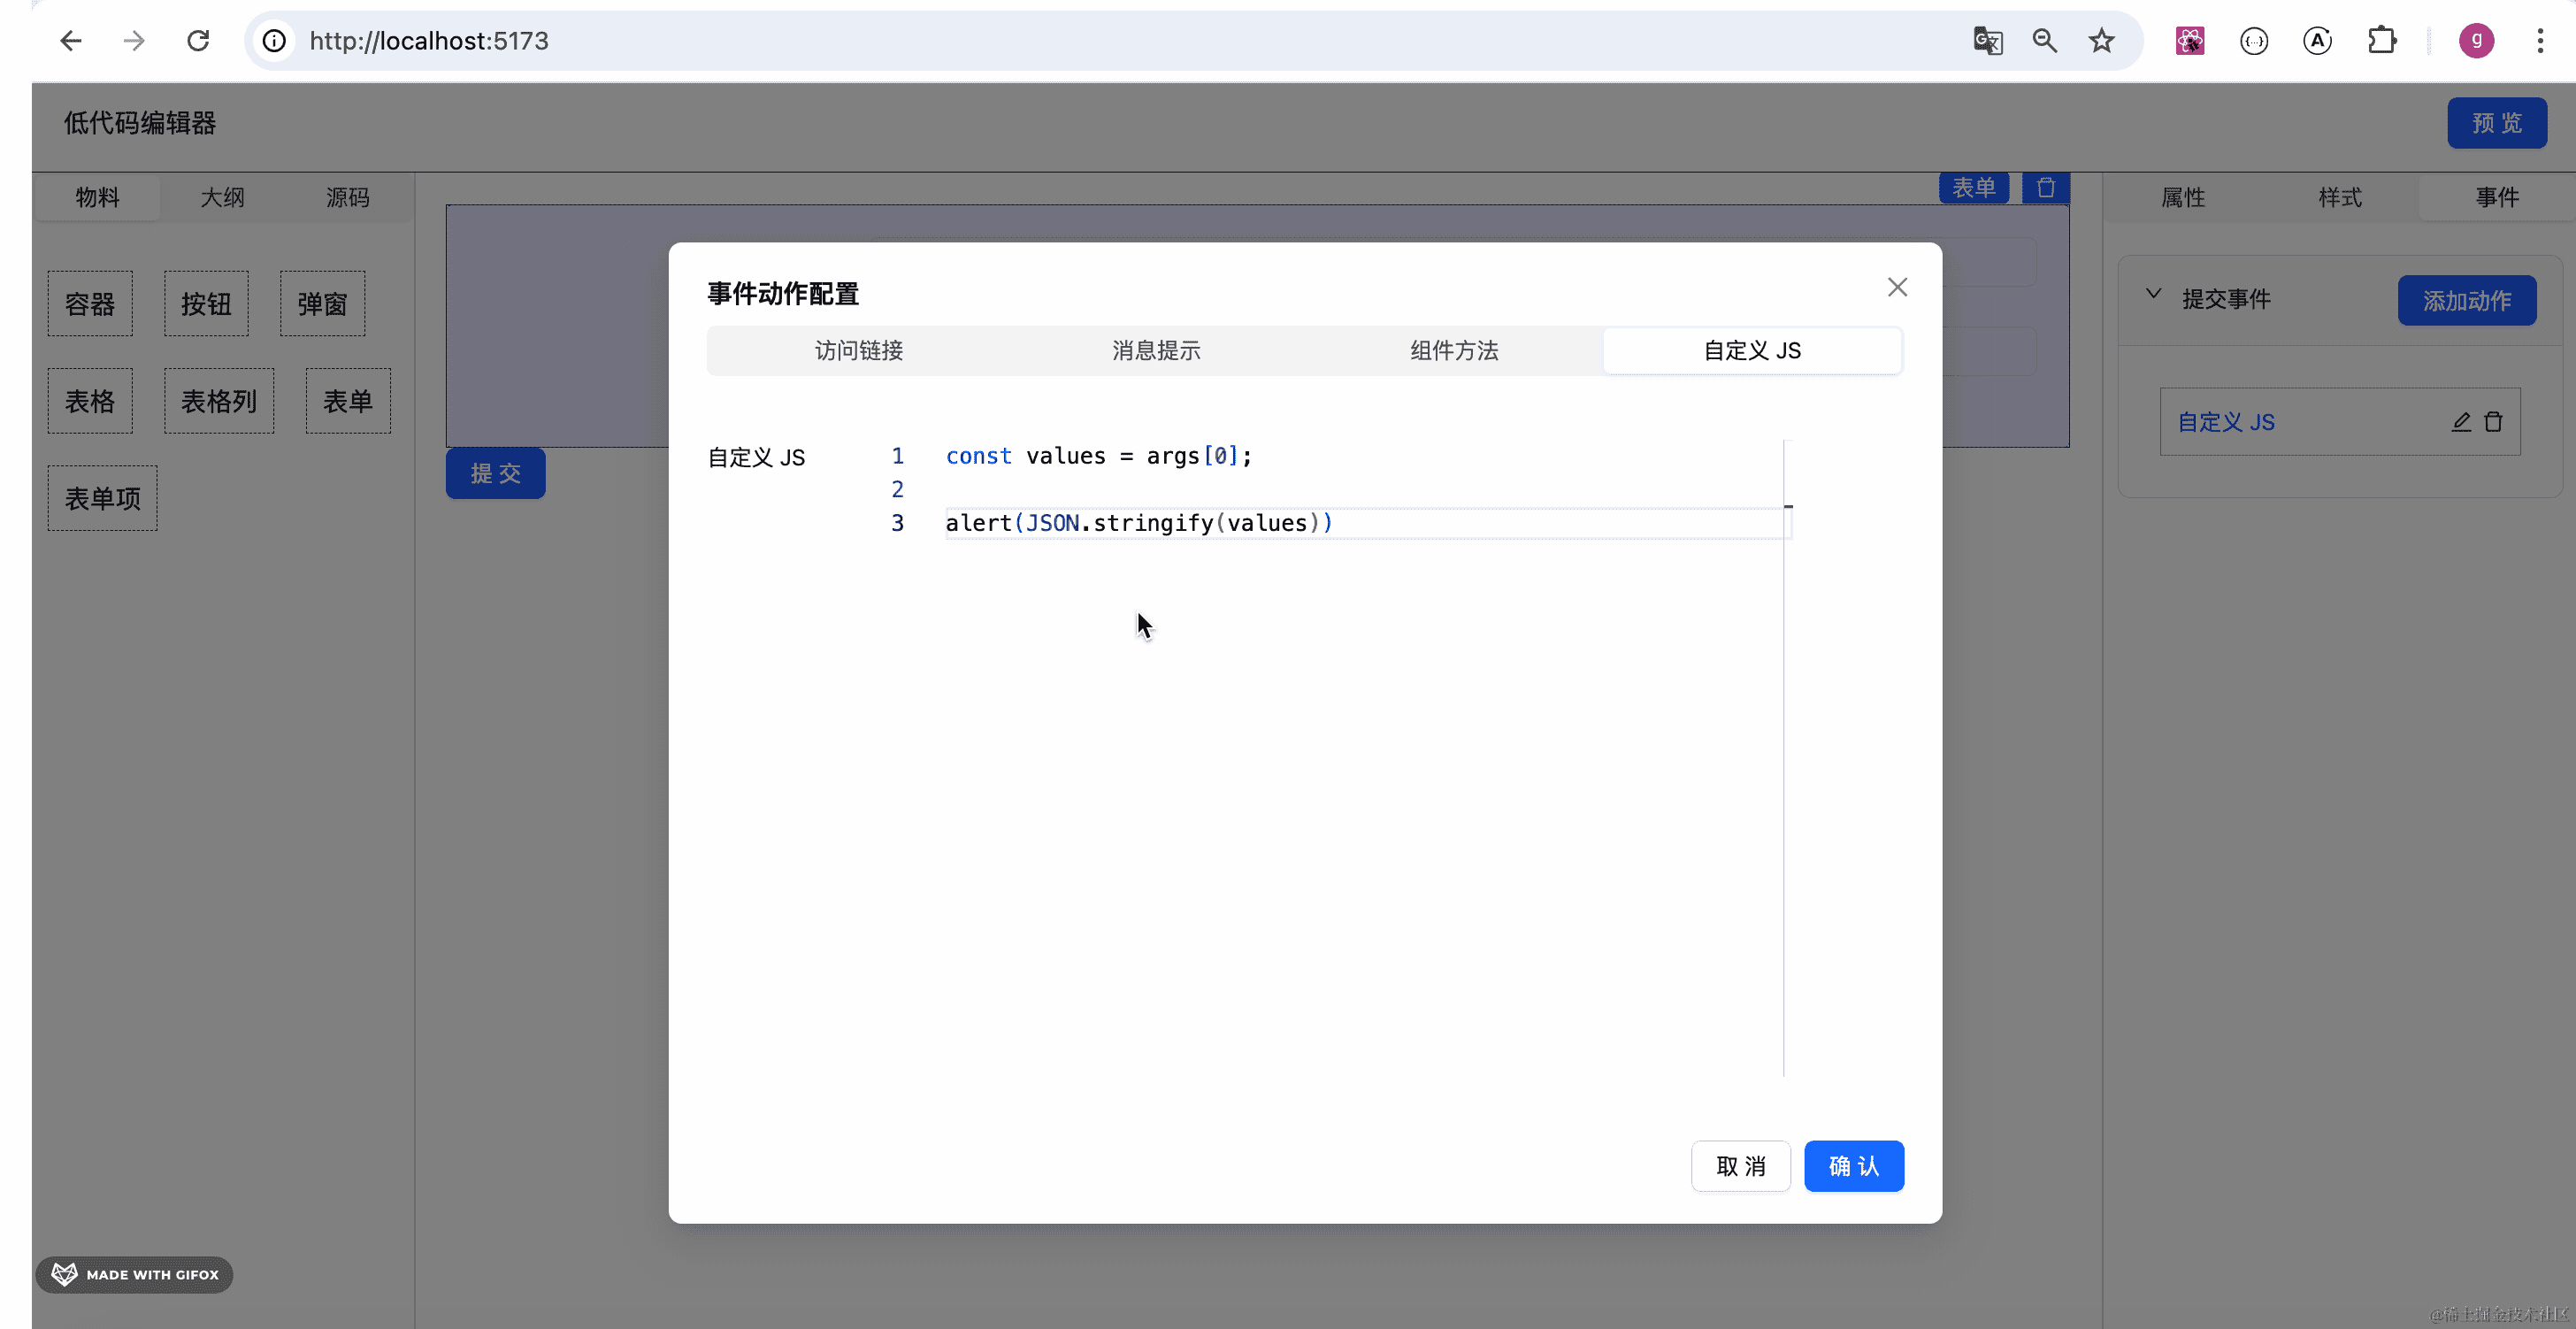 http://localhost:5173
g
低代码编辑器
预 览
物料 大纲 源码
表单
属性 样式 事件
容器 按钮 弹窗
表格 表格列 表单
表单项
提 交
提交事件
添加动作
自定义 JS
事件动作配置
访问链接 消息提示 组件方法 自定义 JS
自定义 JS
1 const values = args[0];
2
3 alert(JSON.stringify(values))
取 消 确 认
MADE WITH GIFOX
@稀土掘金技术社区